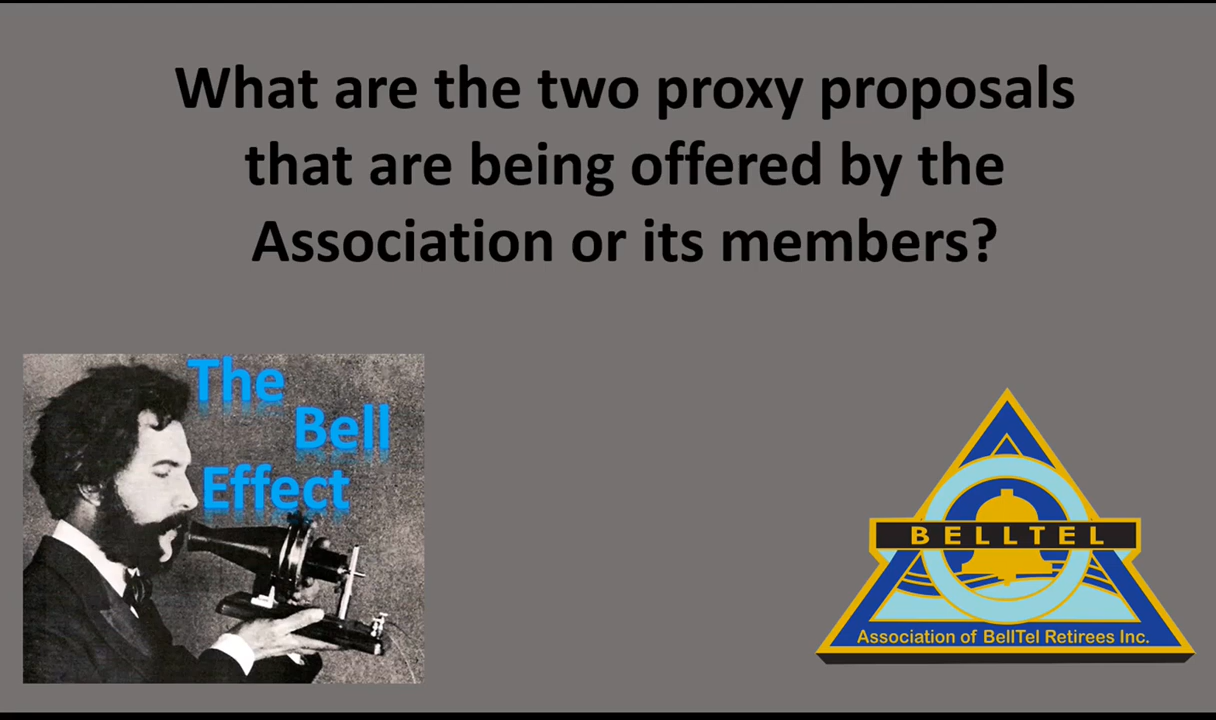 What are the two proxy proposals
that are being offered by the
Association or its members?
The
Bell
Effect
BELLTEL
Association of BellTel Retirees Inc.